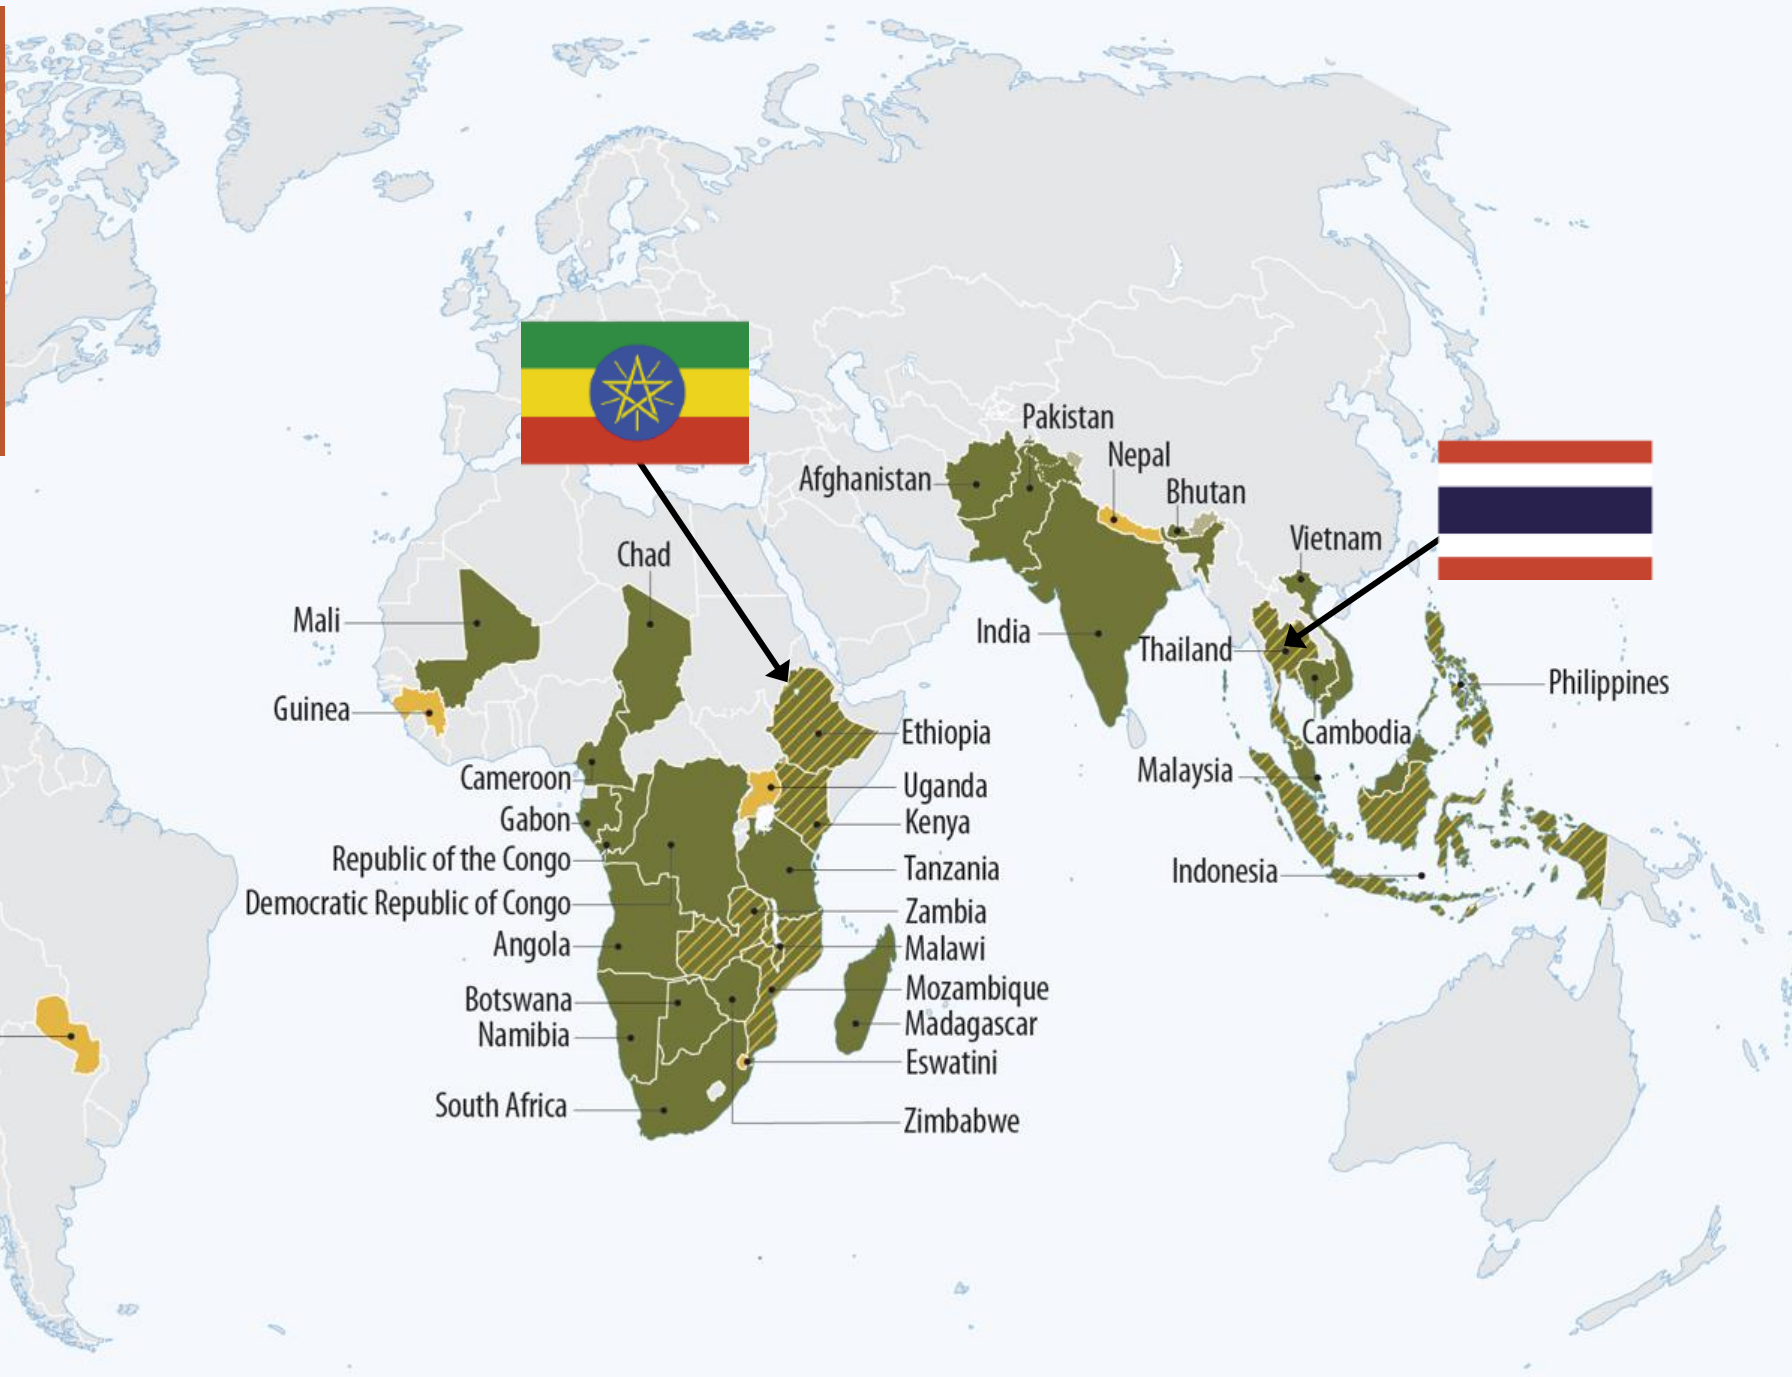 Pakistan
Nepal
Afghanistan
Bhutan
Vietnam
Chad
Mali
India
Thailand
Philippines
Guinea
Ethiopia
Cambodia
Malaysia
Cameroon
Uganda
Gabon
Kenya
Republic of the Congo
Tanzania
Indonesia
Democratic Republic of Congo
Zambia
Angola
Malawi
Botswana
Mozambique
Namibia
Madagascar
Eswatini
South Africa
Zimbabwe